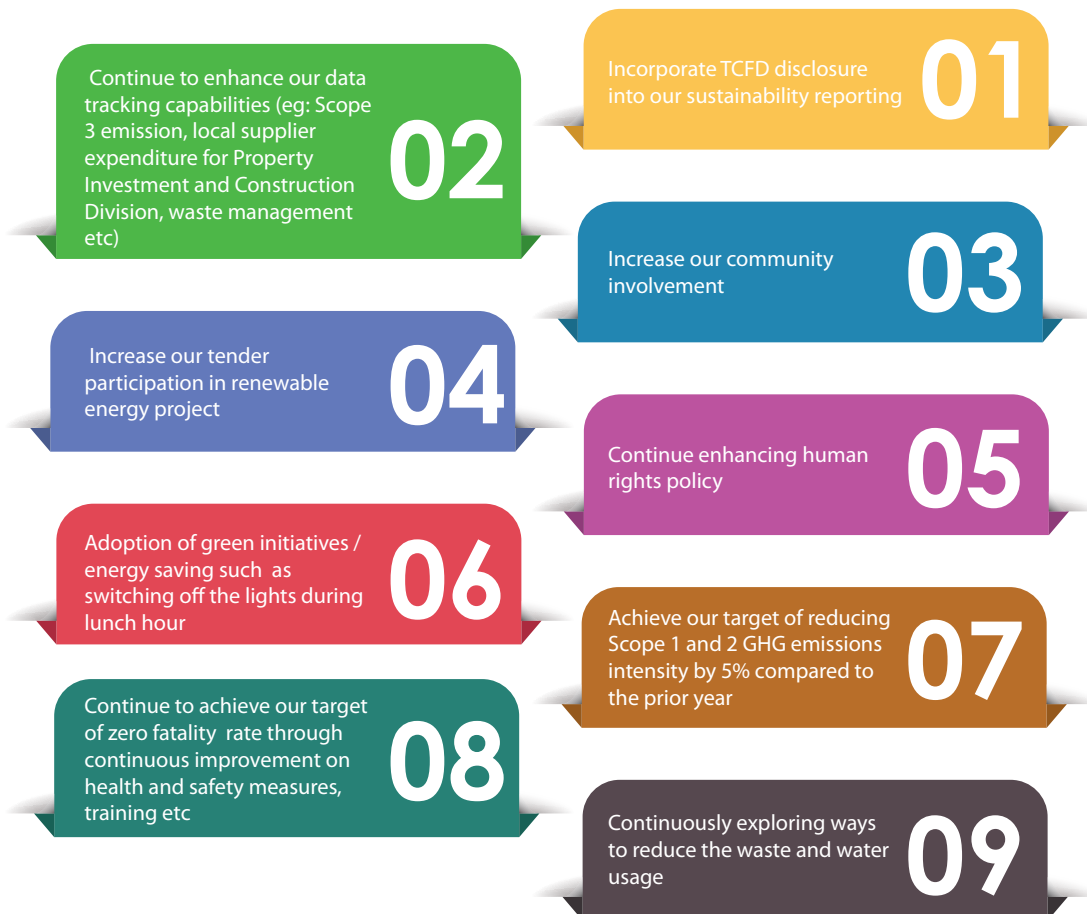 Incorporate TCFD disclosure
into our sustainability reporting
01
Continue to enhance our data
tracking capabilities (eg: Scope
3 emission, local supplier
expenditure for Property
Investment and Construction
Division, waste management
etc)
02
Increase our community
involvement
03
Increase our tender
participation in renewable
energy project
04
Continue enhancing human
rights policy
05
Adoption of green initiatives /
energy saving such as
switching off the lights during
lunch hour
06
Achieve our target of reducing
Scope 1 and 2 GHG emissions
intensity by 5% compared to
the prior year
07
Continue to achieve our target
of zero fatality rate through
continuous improvement on
health and safety measures,
training etc
08
Continuously exploring ways
to reduce the waste and water
usage
09